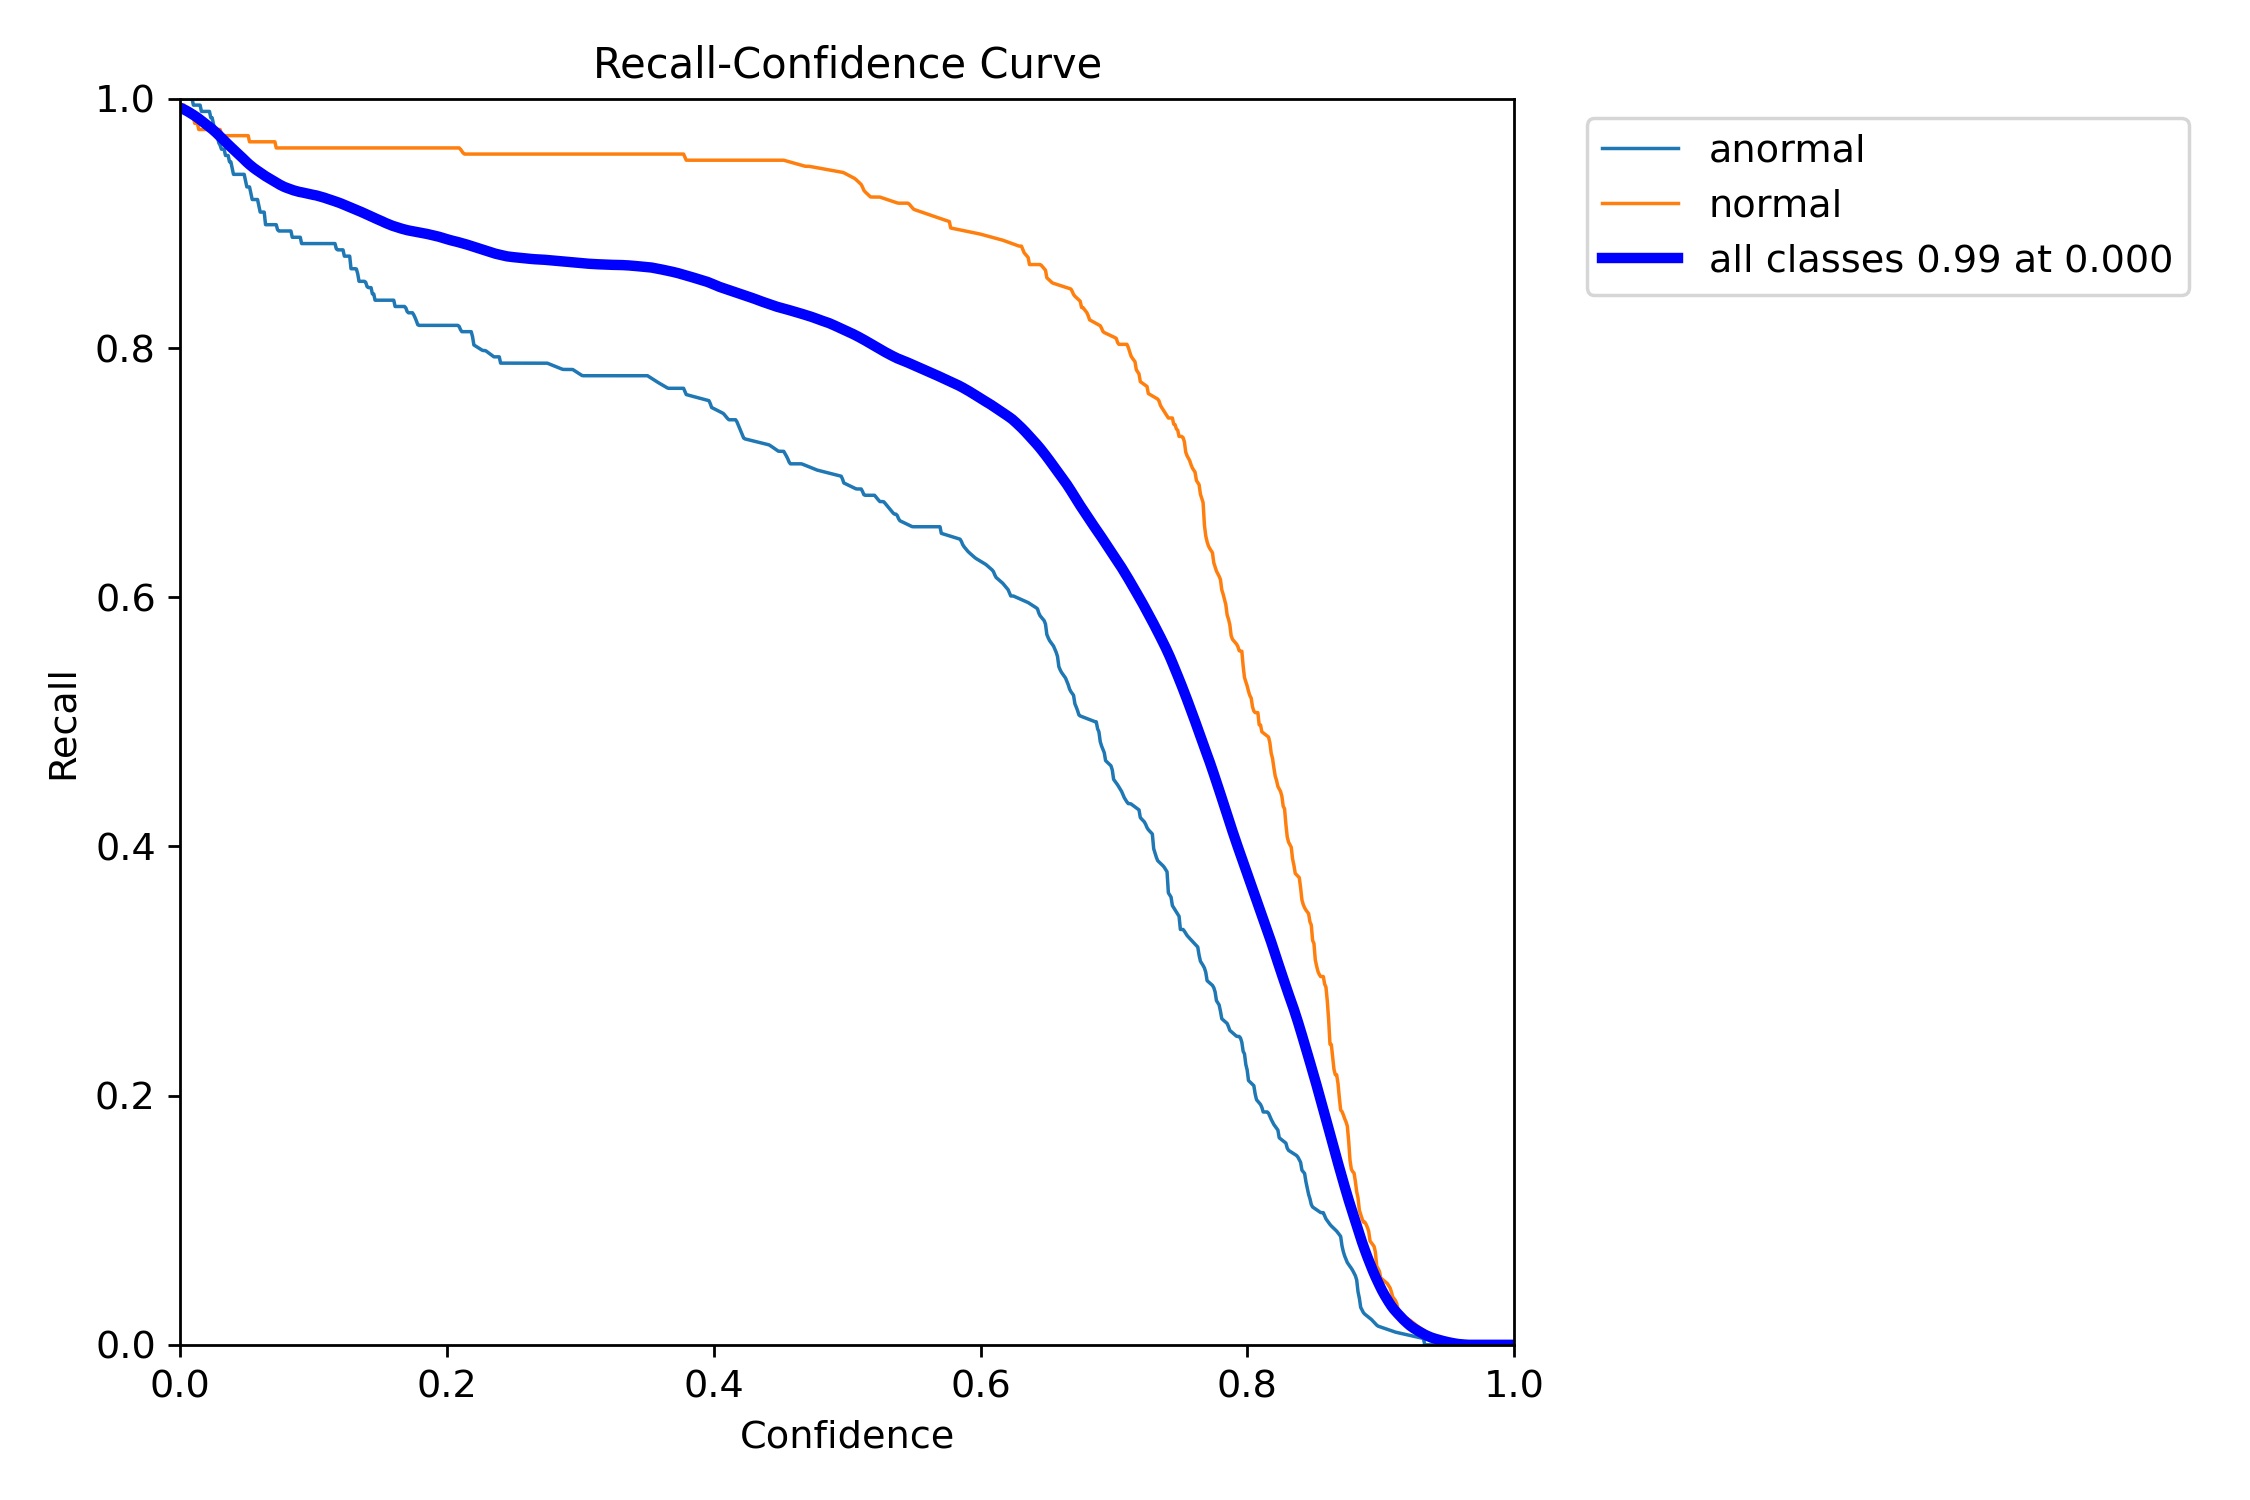 Recall-Confidence Curve
1.0
0.8
0.6
0.4
0.2
0.0
Recall
0.0 0.2 0.4 0.6 0.8 1.0
Confidence
anormal
normal
all classes 0.99 at 0.000